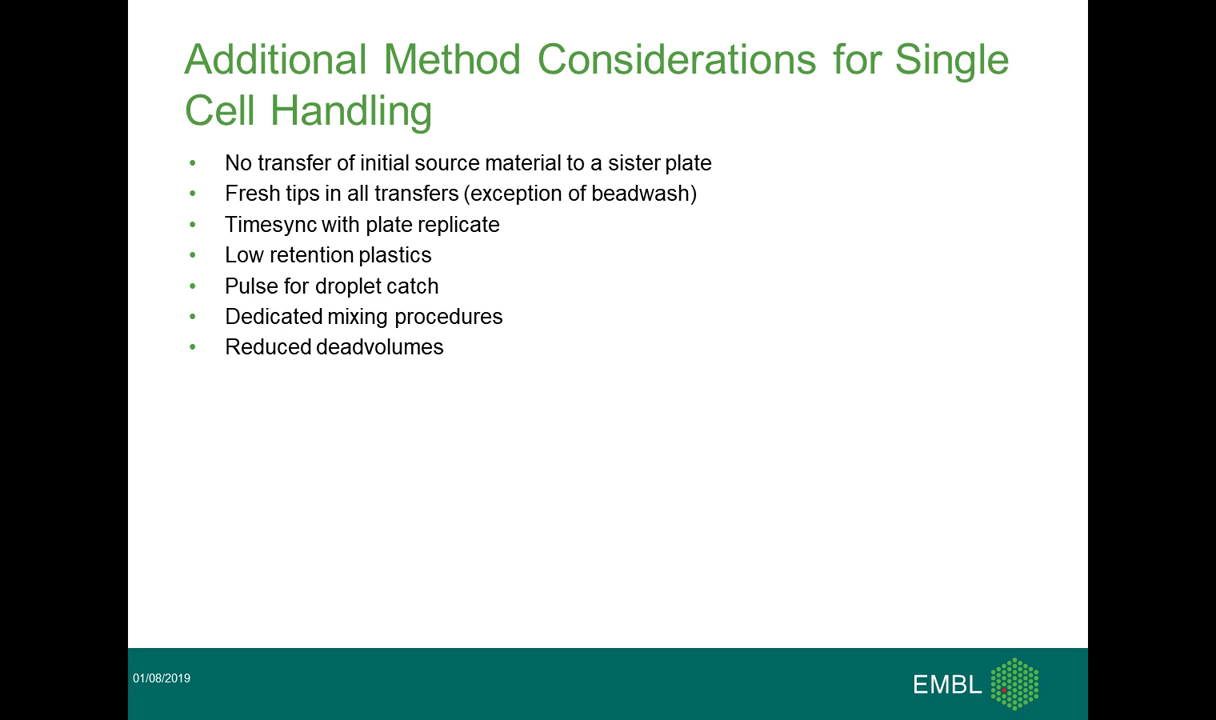 Additional Method Considerations for Single
Cell Handling
• No transfer of initial source material to a sister plate
• Fresh tips in all transfers (exception of beadwash)
• Timesync with plate replicate
• Low retention plastics
• Pulse for droplet catch
• Dedicated mixing procedures
• Reduced deadvolumes
01/08/2019
EMBL